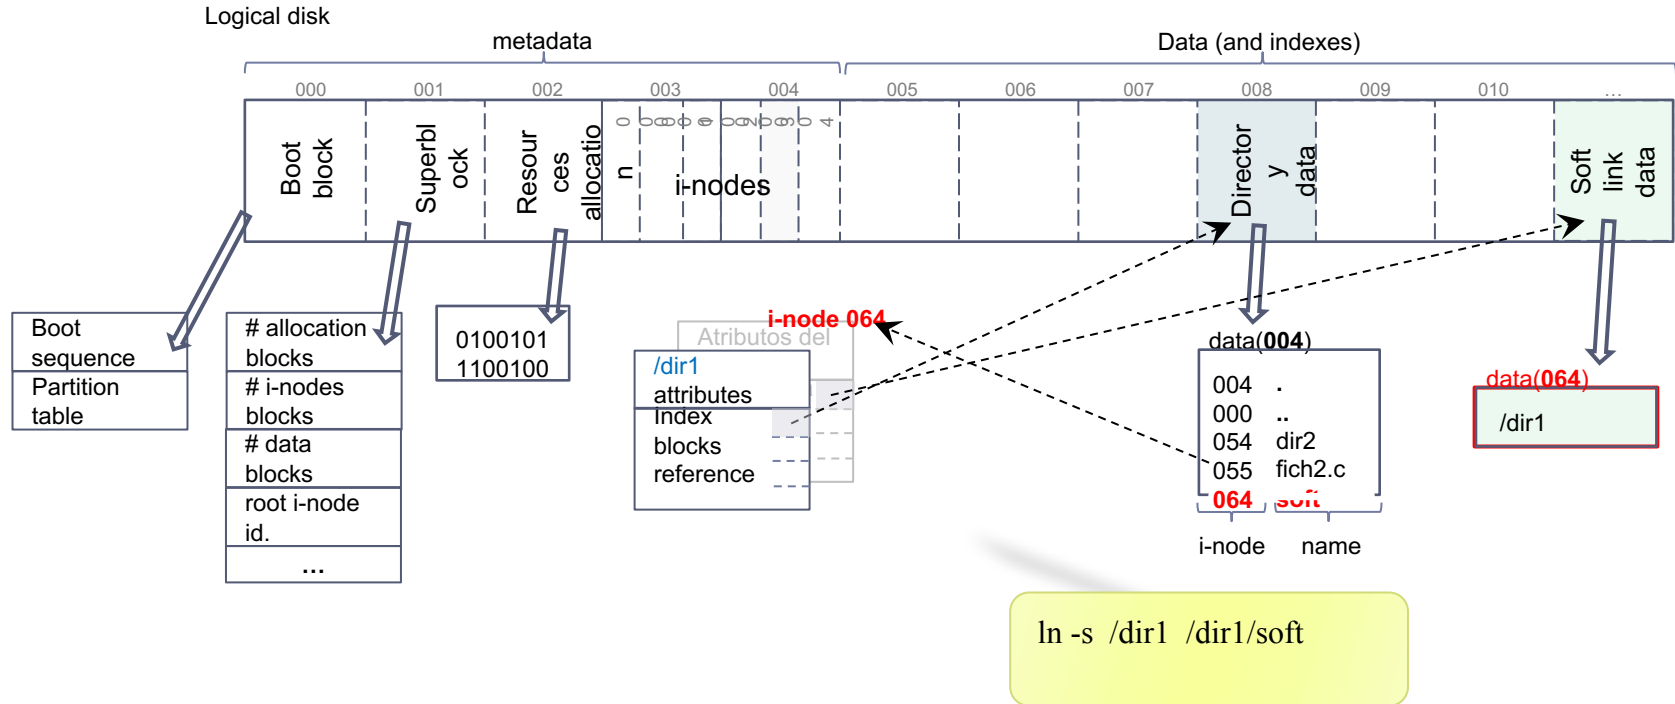 Logical disk
metadata
Data (and indexes)
000 001 002 003 004 005 006 007 008 009 010 ...
Boot
block
Superbl
ock
Resour
ces
allocatio
n
i-nodes
Director
y
data
Soft
link
data
Boot
sequence
Partition
table
# allocation
blocks
# i-nodes
blocks
# data
blocks
root i-node
id.
...
0100101
1100100
i-node 064
Atributos del
/dir1
attributes
Index
blocks
reference
data(004)
004 .
000 ..
054 dir2
055 fich2.c
064 soft
i-node name
data(064)
/dir1
ln -s /dir1 /dir1/soft